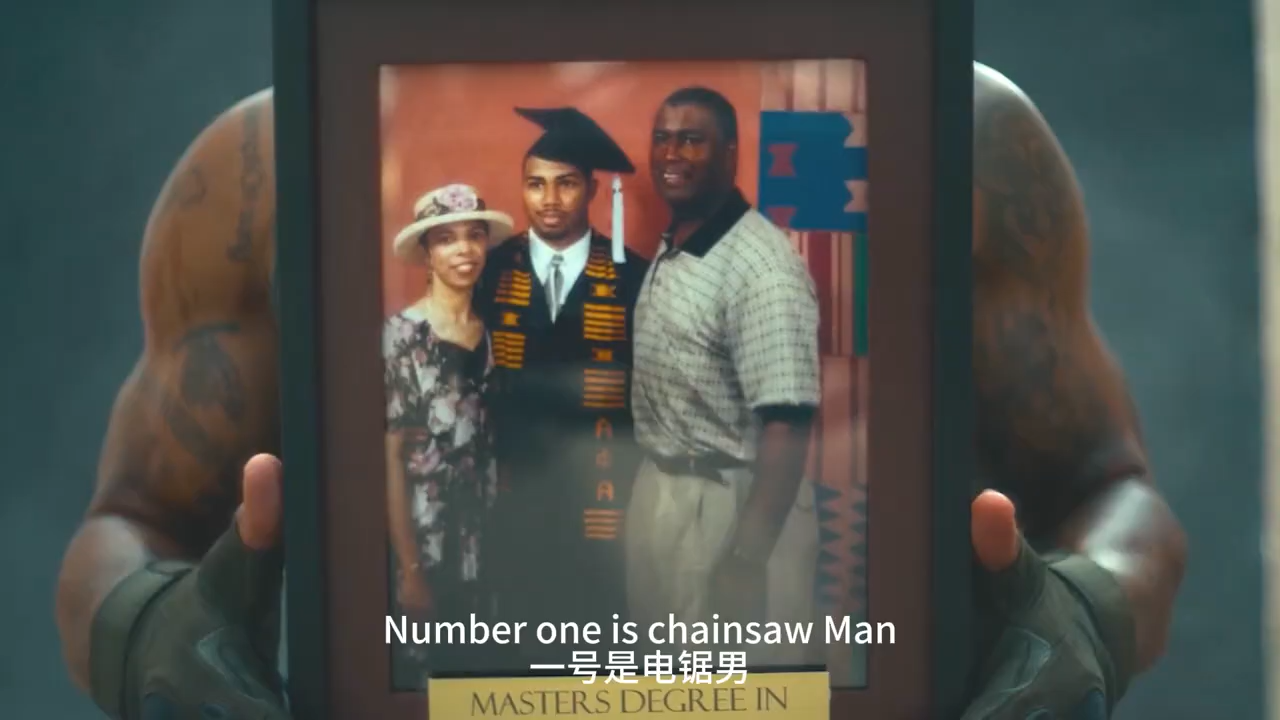 Number one is chainsaw Man
一号是电锯男
MASTERS DEGREE IN